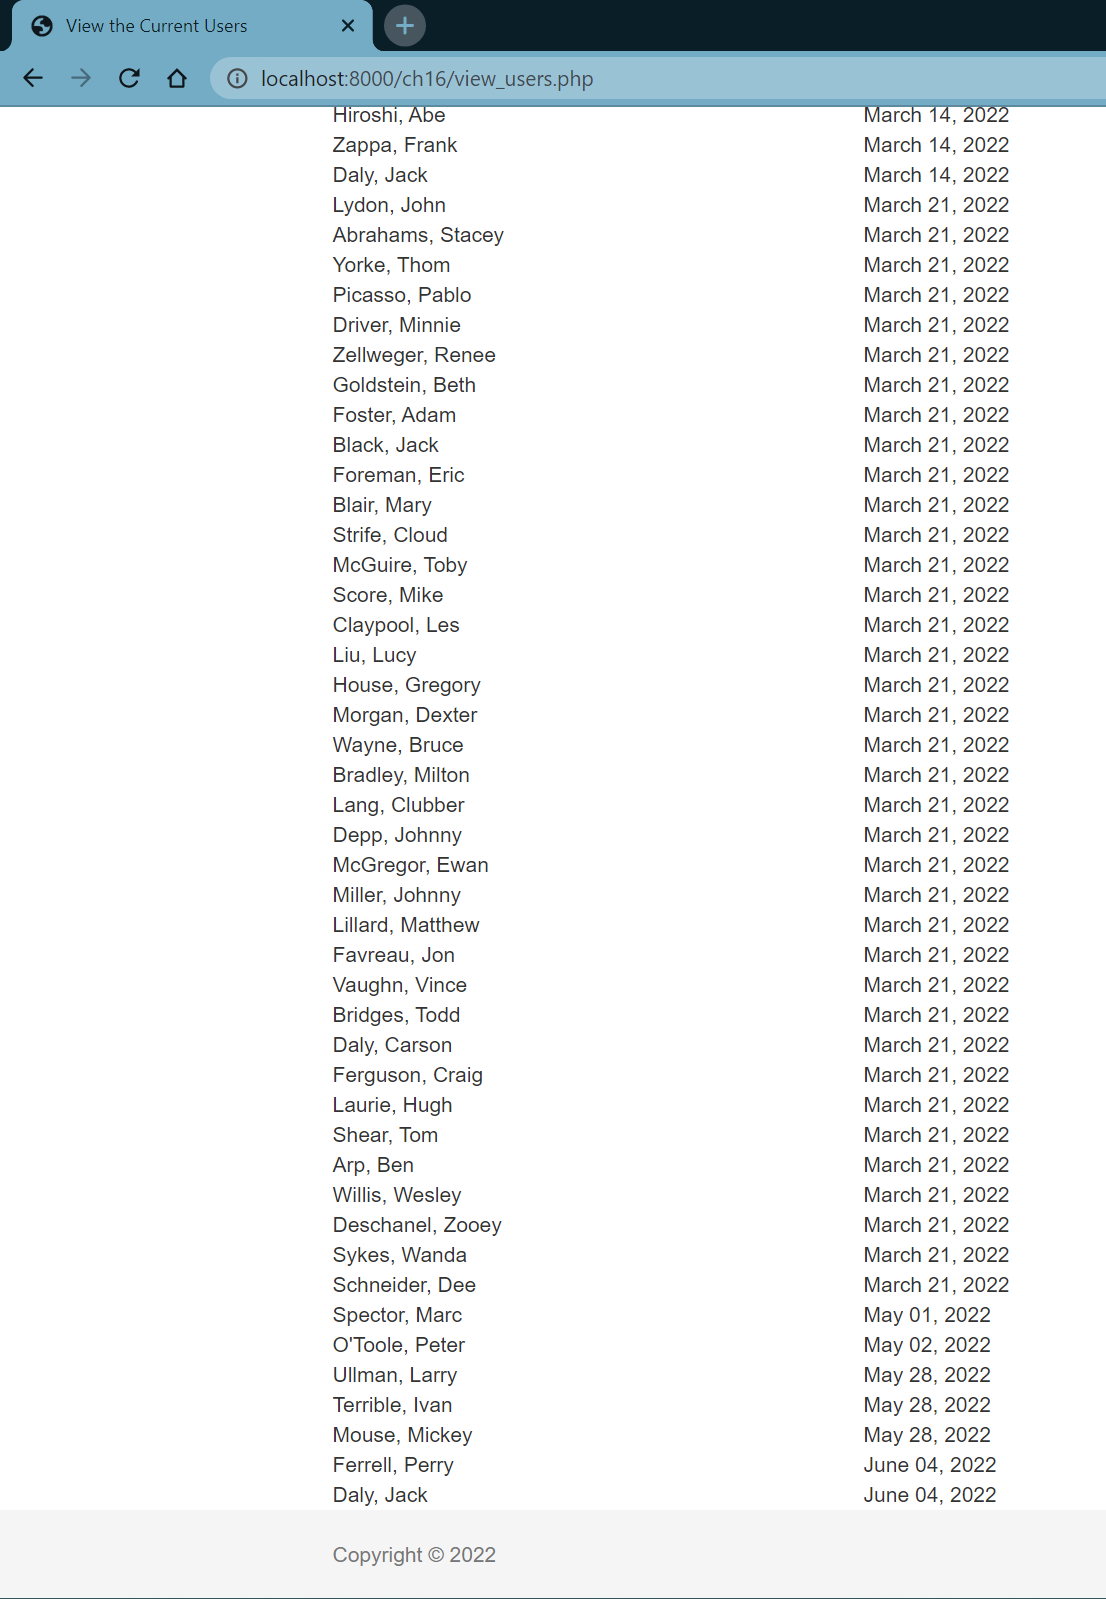 View the Current Users
localhost:8000/ch16/view_users.php
Hiroshi, Abe March 14, 2022
Zappa, Frank March 14, 2022
Daly, Jack March 14, 2022
Lydon, John March 21, 2022
Abrahams, Stacey March 21, 2022
Yorke, Thom March 21, 2022
Picasso, Pablo March 21, 2022
Driver, Minnie March 21, 2022
Zellweger, Renee March 21, 2022
Goldstein, Beth March 21, 2022
Foster, Adam March 21, 2022
Black, Jack March 21, 2022
Foreman, Eric March 21, 2022
Blair, Mary March 21, 2022
Strife, Cloud March 21, 2022
McGuire, Toby March 21, 2022
Score, Mike March 21, 2022
Claypool, Les March 21, 2022
Liu, Lucy March 21, 2022
House, Gregory March 21, 2022
Morgan, Dexter March 21, 2022
Wayne, Bruce March 21, 2022
Bradley, Milton March 21, 2022
Lang, Clubber March 21, 2022
Depp, Johnny March 21, 2022
McGregor, Ewan March 21, 2022
Miller, Johnny March 21, 2022
Lillard, Matthew March 21, 2022
Favreau, Jon March 21, 2022
Vaughn, Vince March 21, 2022
Bridges, Todd March 21, 2022
Daly, Carson March 21, 2022
Ferguson, Craig March 21, 2022
Laurie, Hugh March 21, 2022
Shear, Tom March 21, 2022
Arp, Ben March 21, 2022
Willis, Wesley March 21, 2022
Deschanel, Zooey March 21, 2022
Sykes, Wanda March 21, 2022
Schneider, Dee March 21, 2022
Spector, Marc May 01, 2022
O'Toole, Peter May 02, 2022
Ullman, Larry May 28, 2022
Terrible, Ivan May 28, 2022
Mouse, Mickey May 28, 2022
Ferrell, Perry June 04, 2022
Daly, Jack June 04, 2022
Copyright © 2022